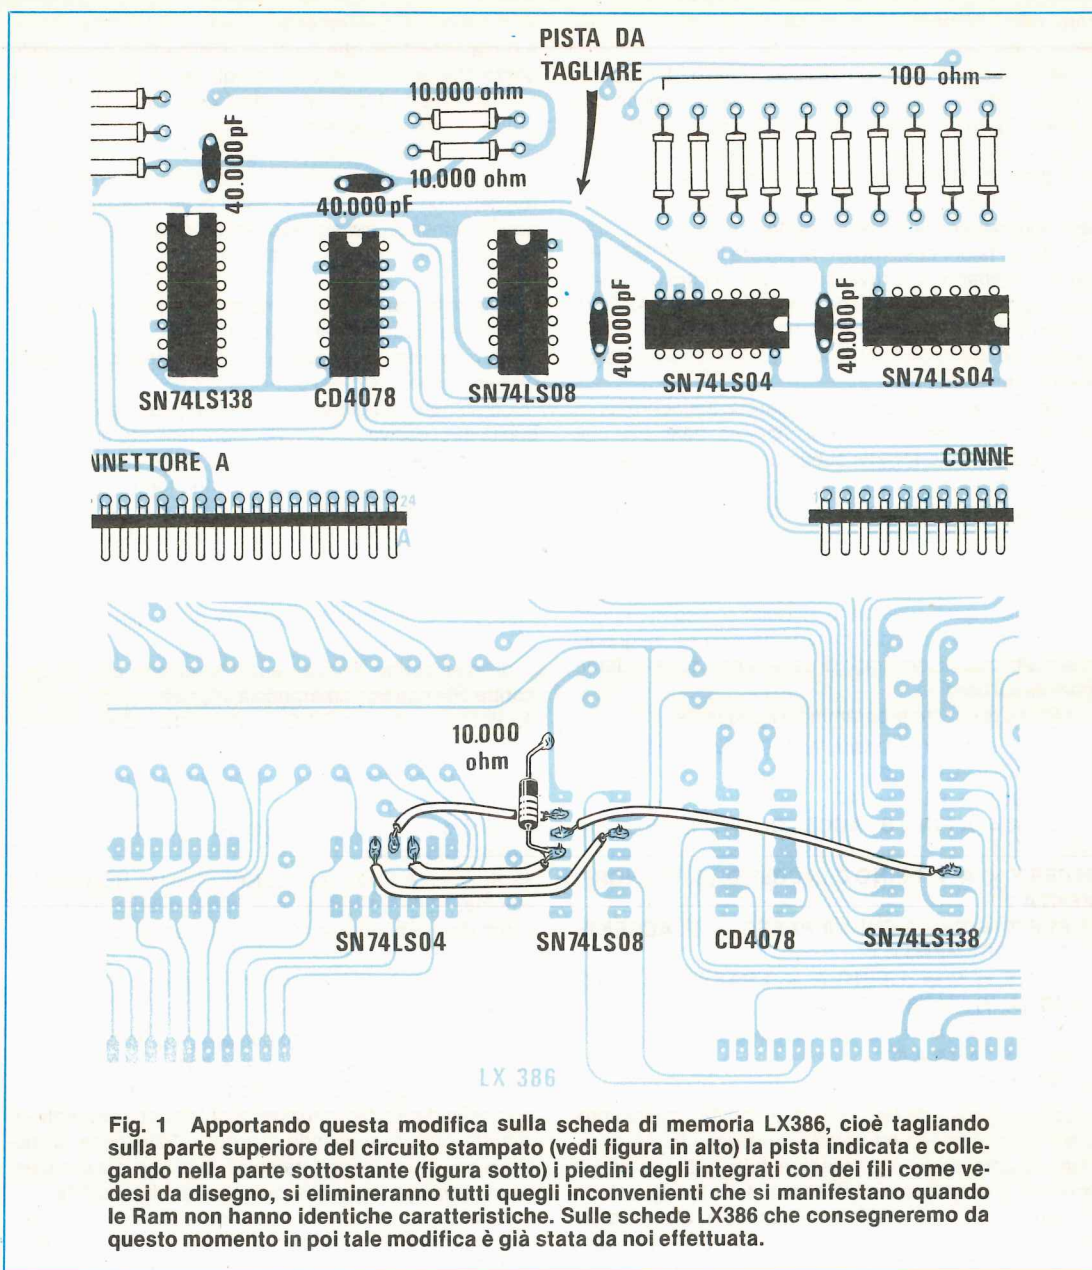 PISTA DA
TAGLIARE
100 ohm
10.000 ohm
10.000 ohm
40.000pF
40.000pF
40.000pF
40.000pF
SN74LS138
CD4078
SN74LS08
SN74LS04
SN74LS04
NNETTORE A
CONNE
24
1
A
10.000
ohm
SN74LS04
SN74LS08
CD4078
SN74LS138
LX 386
Fig. 1 Apportando questa modifica sulla scheda di memoria LX386, cioè tagliando
sulla parte superiore del circuito stampato (vedi figura in alto) la pista indicata e colle-
gando nella parte sottostante (figura sotto) i piedini degli integrati con dei fili come ve-
desi da disegno, si elimineranno tutti quegli inconvenienti che si manifestano quando
le Ram non hanno identiche caratteristiche. Sulle schede LX386 che consegneremo da
questo momento in poi tale modifica è già stata da noi effettuata.